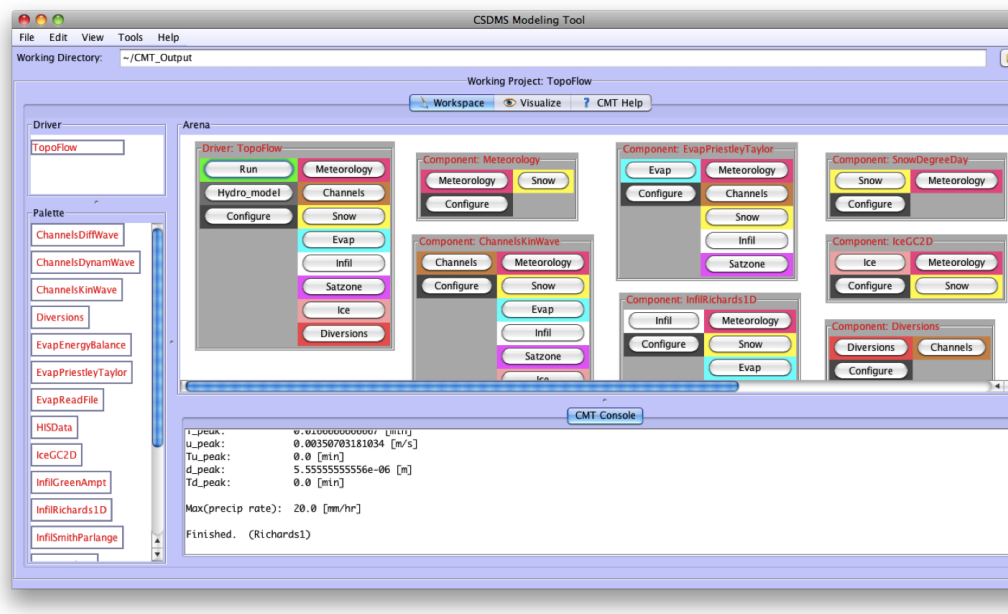 CSDMS Modeling Tool
File Edit View Tools Help
Working Directory: ~/CMT_Output
Working Project: TopoFlow
Workspace Visualize ? CMT Help
Driver
TopoFlow
Palette
ChannelsDiffWave
ChannelsDynamWave
ChannelsKinWave
Diversions
EvapEnergyBalance
EvapPriestleyTaylor
EvapReadFile
HISData
IceGC2D
InfilGreenAmpt
InfilRichards1D
InfilSmithParlange
Arena
Driver: TopoFlow
Run Meteorology
Hydro_model Channels
Configure Snow
Evap
Infil
Satzone
Ice
Diversions
Component: Meteorology
Meteorology Snow
Configure
Component: ChannelsKinWave
Channels Meteorology
Configure Snow
Evap
Infil
Satzone
Ice
Component: EvapPriestleyTaylor
Evap Meteorology
Configure Channels
Snow
Infil
Satzone
Component: InfilRichards1D
Infil Meteorology
Configure Snow
Evap
Component: SnowDegreeDay
Snow Meteorology
Configure
Component: IceGC2D
Ice Meteorology
Configure Snow
Component: Diversions
Diversions Channels
Configure
CMT Console
T_peak: 0.0166666666667 [min]
u_peak: 0.00350703181034 [m/s]
Tu_peak: 0.0 [min]
d_peak: 5.55555555556e-06 [m]
Td_peak: 0.0 [min]
Max(precip rate): 20.0 [mm/hr]
Finished. (Richards1)